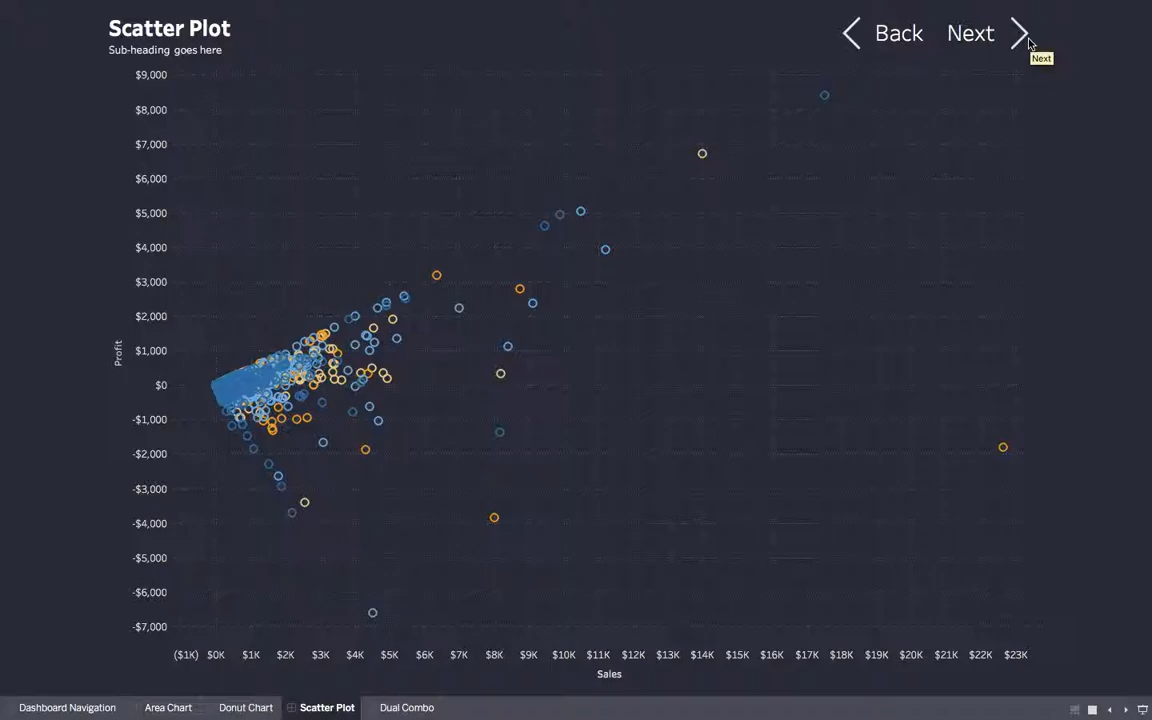 Scatter Plot
Sub-heading goes here
Back
Next
Next
$9,000
$8,000
$7,000
$6,000
$5,000
$4,000
$3,000
$2,000
$1,000
$0
-$1,000
-$2,000
-$3,000
-$4,000
-$5,000
-$6,000
-$7,000
Profit
($1K) $0K $1K $2K $3K $4K $5K $6K $7K $8K $9K $10K $11K $12K $13K $14K $15K $16K $17K $18K $19K $20K $21K $22K $23K
Sales
Dashboard Navigation Area Chart Donut Chart Scatter Plot Dual Combo